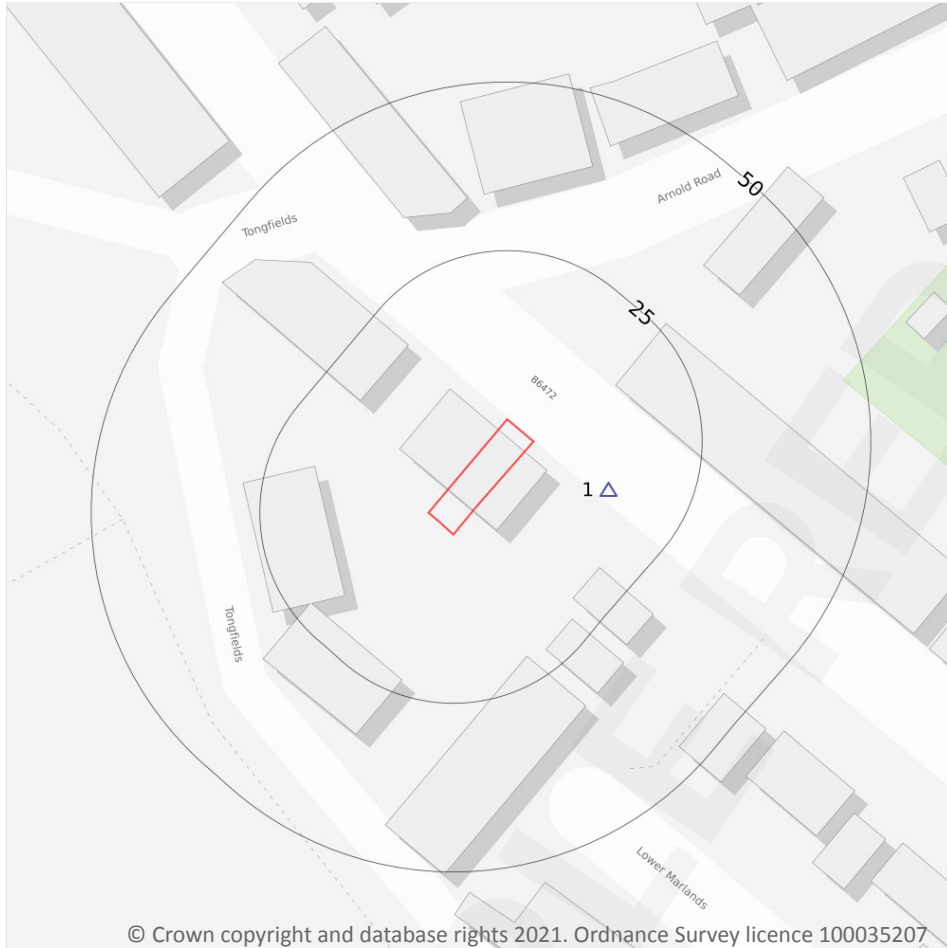 50
Arnold Road
Tongfields
25
B6472
1
Tongfields
Lower Marlands
© Crown copyright and database rights 2021. Ordnance Survey licence 100035207